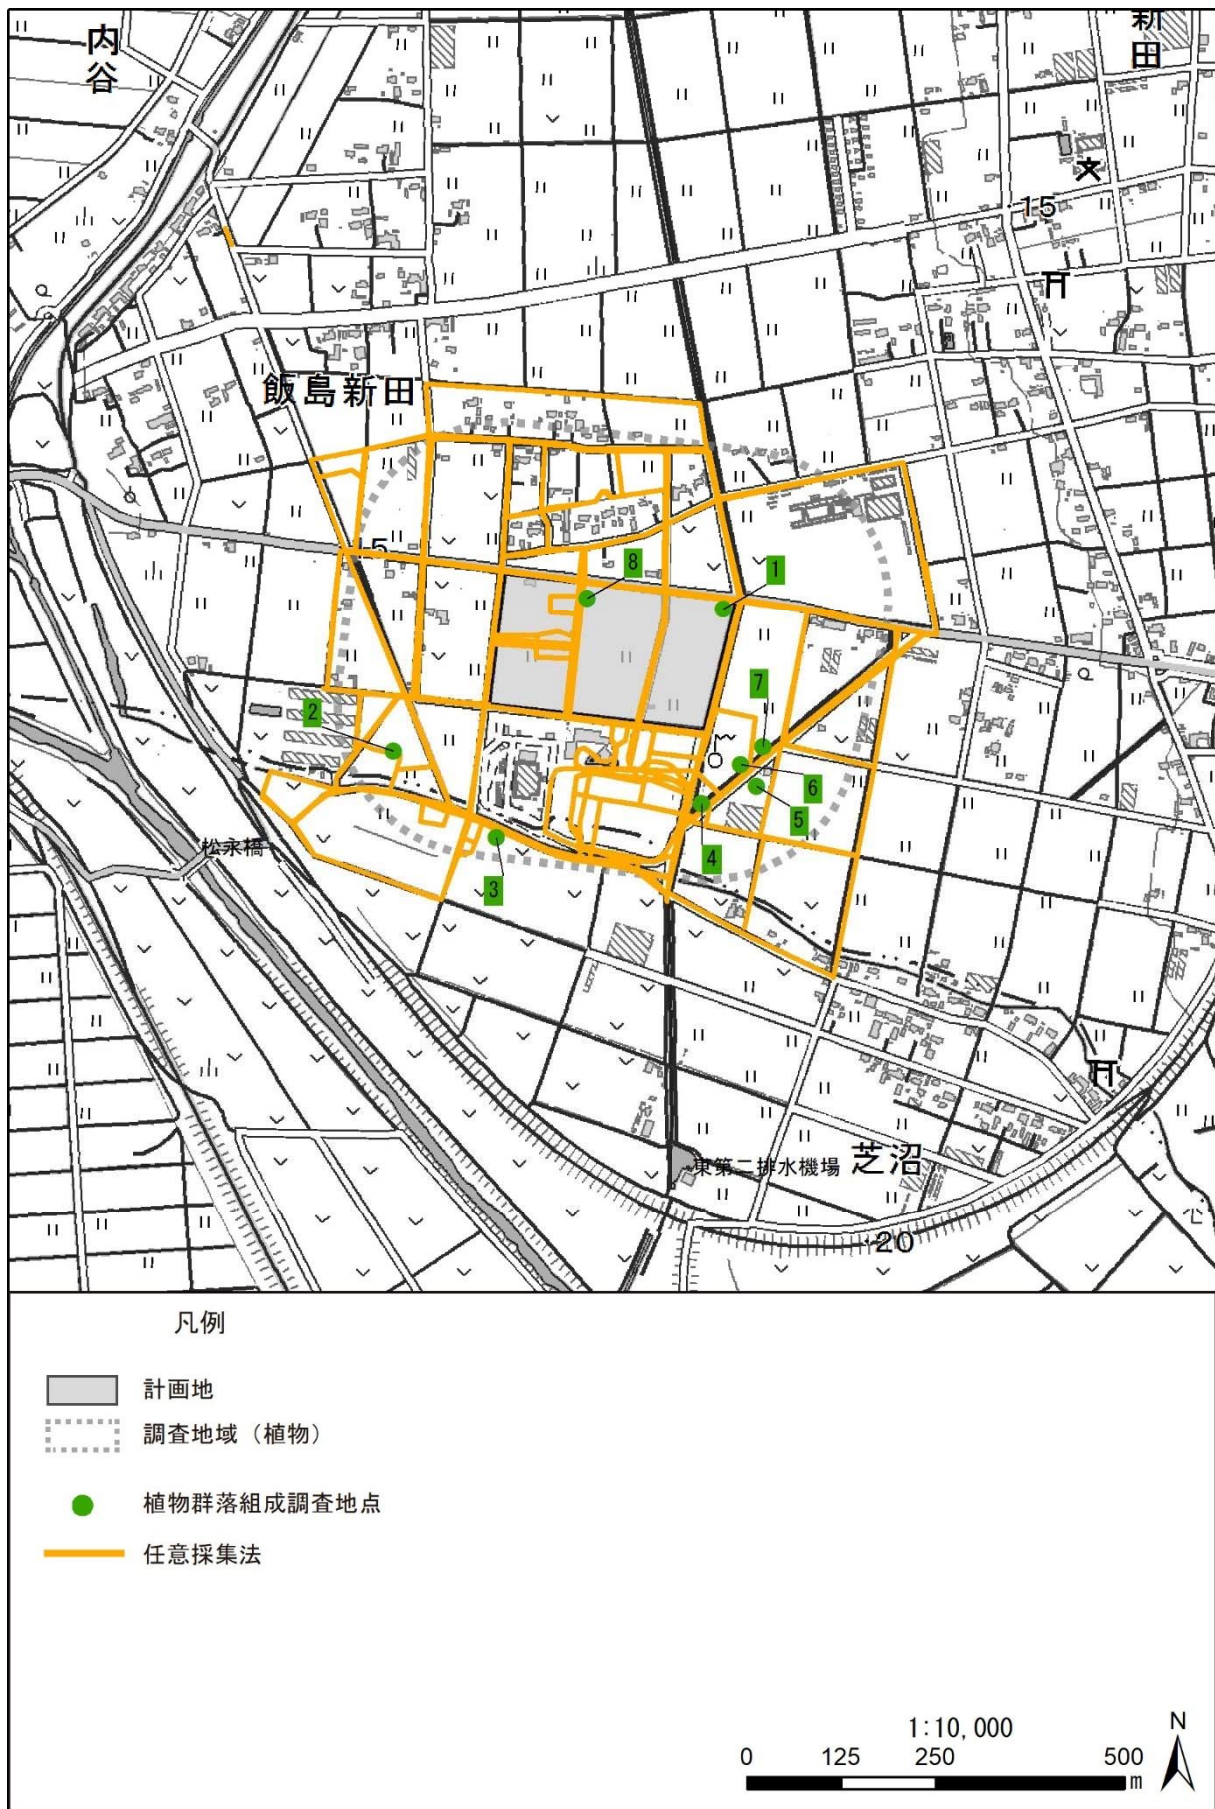 内谷
新田
15
飯島新田
15
8
1
7
2
6
5
4
3
松永橋
東第二排水機場
芝沼
20
凡例
計画地
調査地域（植物）
植物群落組成調査地点
任意採集法
1:10,000
N
0 125 250 500
m